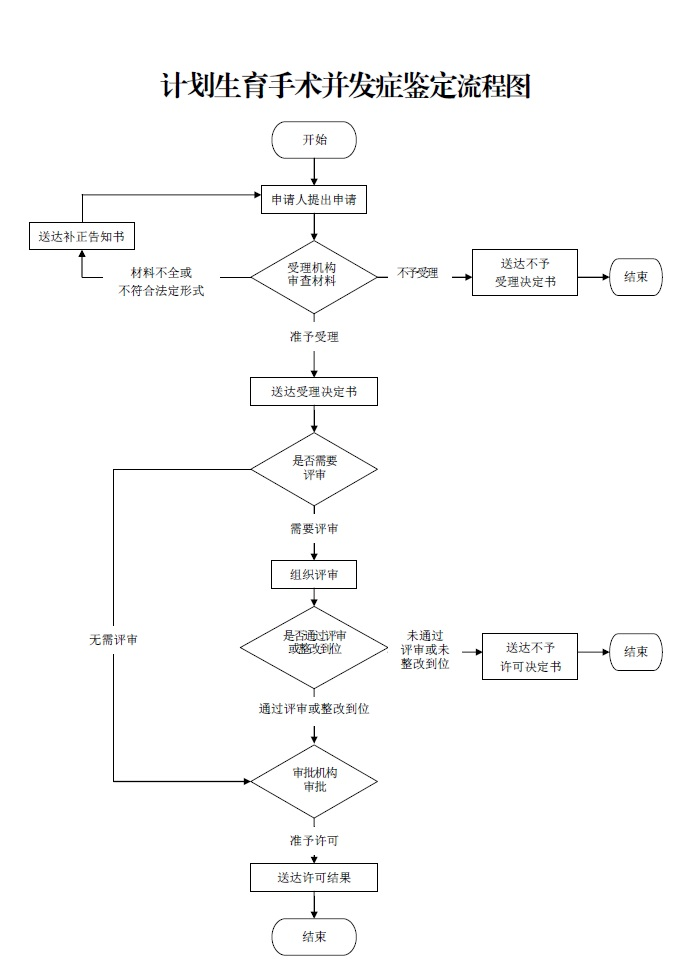 计划生育手术并发症鉴定流程图
开始
申请人提出申请
送达补正告知书
材料不全或
不符合法定形式
受理机构
审查材料
不予受理
送达不予
受理决定书
结束
准予受理
送达受理决定书
是否需要
评审
需要评审
组织评审
无需评审
是否通过评审
或整改到位
未通过
评审或未
整改到位
送达不予
许可决定书
结束
通过评审或整改到位
审批机构
审批
准予许可
送达许可结果
结束